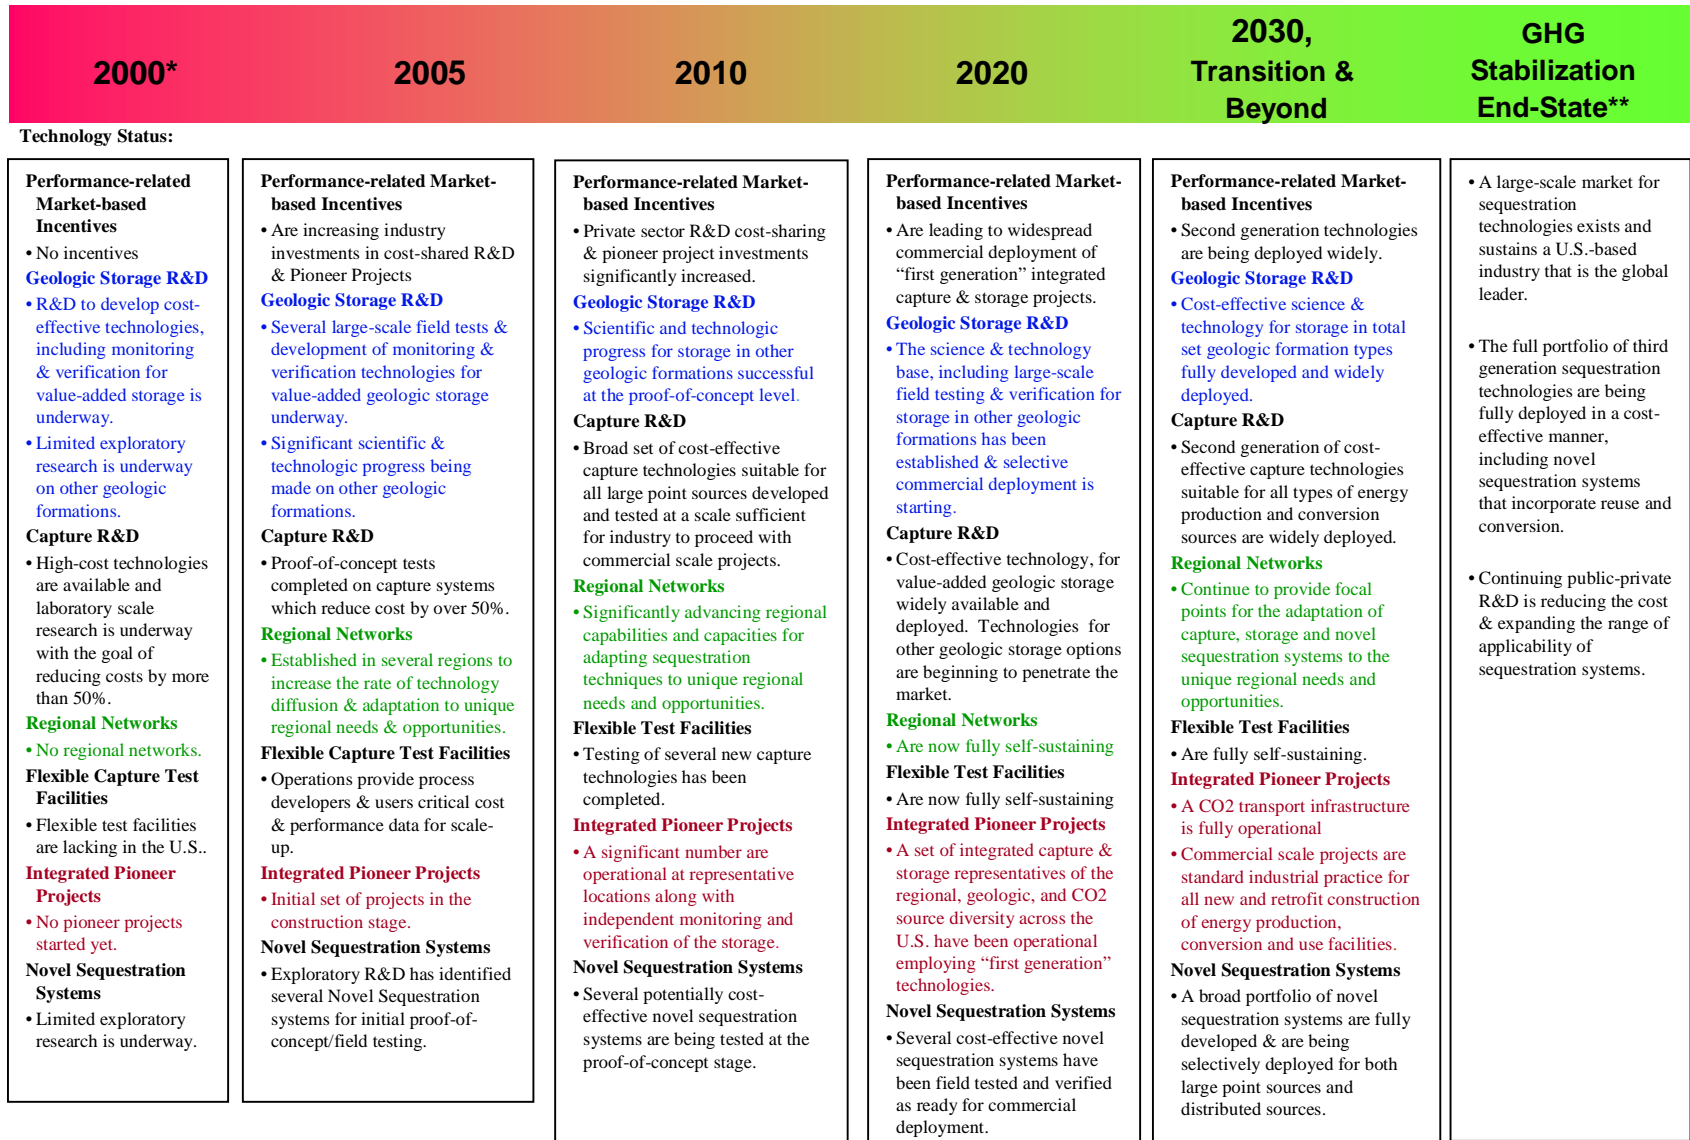 2000*
2005
2010
2020
2030,
Transition &
Beyond
GHG
Stabilization
End-State**
Technology Status:
Performance-related
Market-based
Incentives
• No incentives
Geologic Storage R&D
• R&D to develop cost-
effective technologies,
including monitoring
& verification for
value-added storage is
underway.
• Limited exploratory
research is underway
on other geologic
formations.
Capture R&D
• High-cost technologies
are available and
laboratory scale
research is underway
with the goal of
reducing costs by more
than 50%.
Regional Networks
• No regional networks.
Flexible Capture Test
Facilities
• Flexible test facilities
are lacking in the U.S..
Integrated Pioneer
Projects
• No pioneer projects
started yet.
Novel Sequestration
Systems
• Limited exploratory
research is underway.
Performance-related Market-
based Incentives
• Are increasing industry
investments in cost-shared R&D
& Pioneer Projects
Geologic Storage R&D
• Several large-scale field tests &
development of monitoring &
verification technologies for
value-added geologic storage
underway.
• Significant scientific &
technologic progress being
made on other geologic
formations.
Capture R&D
• Proof-of-concept tests
completed on capture systems
which reduce cost by over 50%.
Regional Networks
• Established in several regions to
increase the rate of technology
diffusion & adaptation to unique
regional needs & opportunities.
Flexible Capture Test Facilities
• Operations provide process
developers & users critical cost
& performance data for scale-
up.
Integrated Pioneer Projects
• Initial set of projects in the
construction stage.
Novel Sequestration Systems
• Exploratory R&D has identified
several Novel Sequestration
systems for initial proof-of-
concept/field testing.
Performance-related Market-
based Incentives
• Private sector R&D cost-sharing
& pioneer project investments
significantly increased.
Geologic Storage R&D
• Scientific and technologic
progress for storage in other
geologic formations successful
at the proof-of-concept level.
Capture R&D
• Broad set of cost-effective
capture technologies suitable for
all large point sources developed
and tested at a scale sufficient
for industry to proceed with
commercial scale projects.
Regional Networks
• Significantly advancing regional
capabilities and capacities for
adapting sequestration
techniques to unique regional
needs and opportunities.
Flexible Test Facilities
• Testing of several new capture
technologies has been
completed.
Integrated Pioneer Projects
• A significant number are
operational at representative
locations along with
independent monitoring and
verification of the storage.
Novel Sequestration Systems
• Several potentially cost-
effective novel sequestration
systems are being tested at the
proof-of-concept stage.
Performance-related Market-
based Incentives
• Are leading to widespread
commercial deployment of
“first generation” integrated
capture & storage projects.
Geologic Storage R&D
• The science & technology
base, including large-scale
field testing & verification for
storage in other geologic
formations has been
established & selective
commercial deployment is
starting.
Capture R&D
• Cost-effective technology, for
value-added geologic storage
widely available and
deployed. Technologies for
other geologic storage options
are beginning to penetrate the
market.
Regional Networks
• Are now fully self-sustaining
Flexible Test Facilities
• Are now fully self-sustaining
Integrated Pioneer Projects
• A set of integrated capture &
storage representatives of the
regional, geologic, and CO2
source diversity across the
U.S. have been operational
employing “first generation”
technologies.
Novel Sequestration Systems
• Several cost-effective novel
sequestration systems have
been field tested and verified
as ready for commercial
deployment.
Performance-related Market-
based Incentives
• Second generation technologies
are being deployed widely.
Geologic Storage R&D
• Cost-effective science &
technology for storage in total
set geologic formation types
fully developed and widely
deployed.
Capture R&D
• Second generation of cost-
effective capture technologies
suitable for all types of energy
production and conversion
sources are widely deployed.
Regional Networks
• Continue to provide focal
points for the adaptation of
capture, storage and novel
sequestration systems to the
unique regional needs and
opportunities.
Flexible Test Facilities
• Are fully self-sustaining.
Integrated Pioneer Projects
• A CO2 transport infrastructure
is fully operational
• Commercial scale projects are
standard industrial practice for
all new and retrofit construction
of energy production,
conversion and use facilities.
Novel Sequestration Systems
• A broad portfolio of novel
sequestration systems are fully
developed & are being
selectively deployed for both
large point sources and
distributed sources.
• A large-scale market for
sequestration
technologies exists and
sustains a U.S.-based
industry that is the global
leader.
• The full portfolio of third
generation sequestration
technologies are being
fully deployed in a cost-
effective manner,
including novel
sequestration systems
that incorporate reuse and
conversion.
• Continuing public-private
R&D is reducing the cost
& expanding the range of
applicability of
sequestration systems.